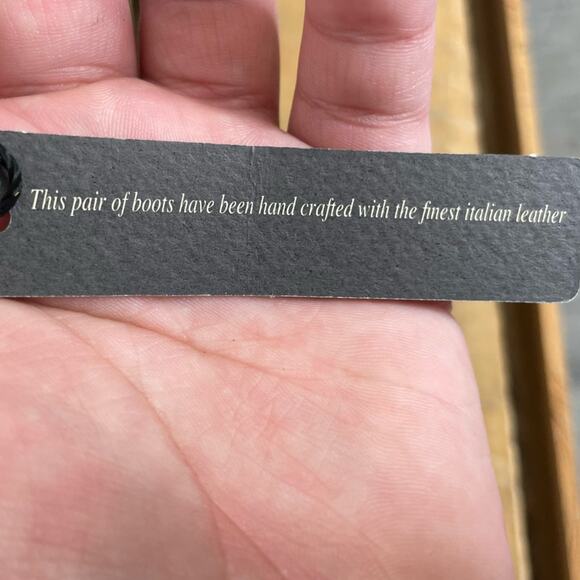 This pair of boots have been hand crafted with the finest italian leather